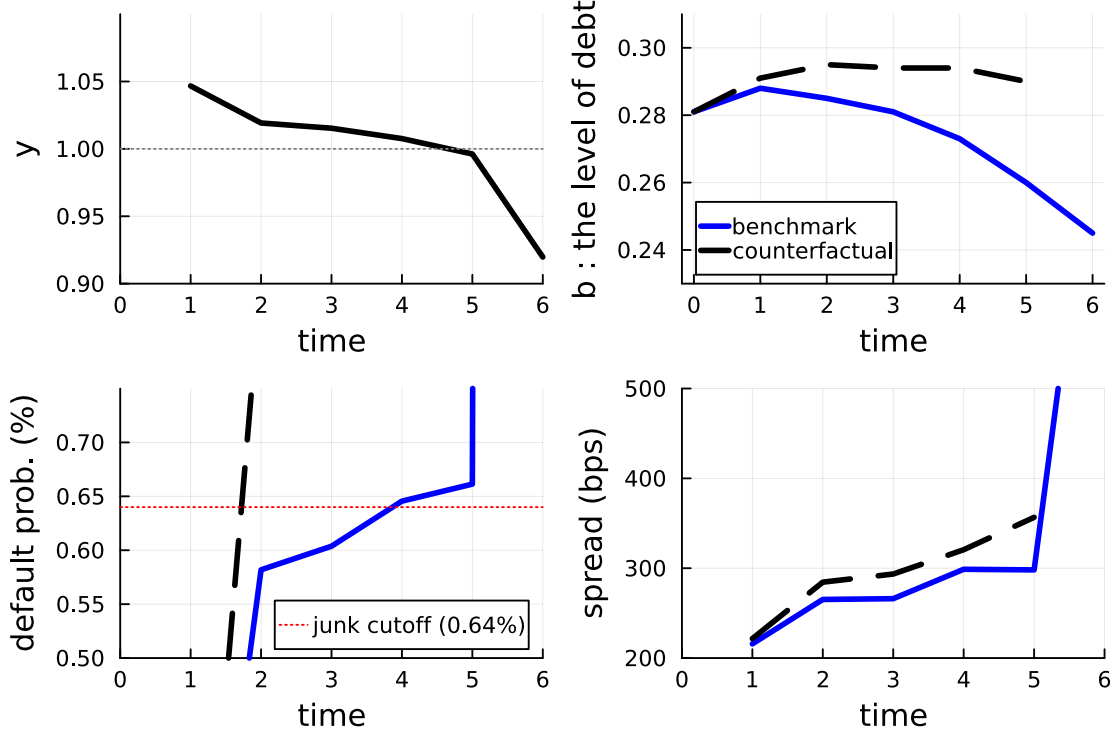 y
1.05
1.00
0.95
0.90
0 1 2 3 4 5 6
time
b : the level of debt
0.30
0.28
0.26
0.24
benchmark
counterfactual
0 1 2 3 4 5 6
time
default prob. (%)
0.70
0.65
0.60
0.55
0.50
junk cutoff (0.64%)
0 1 2 3 4 5 6
time
spread (bps)
500
400
300
200
0 1 2 3 4 5 6
time